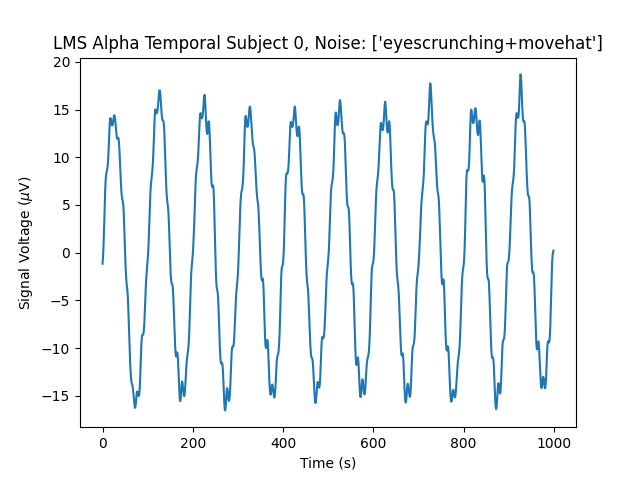 LMS Alpha Temporal Subject 0, Noise: ['eyescrunching+movehat']
20
15
10
5
0
−5
−10
−15
Signal Voltage (μV)
0 200 400 600 800 1000
Time (s)